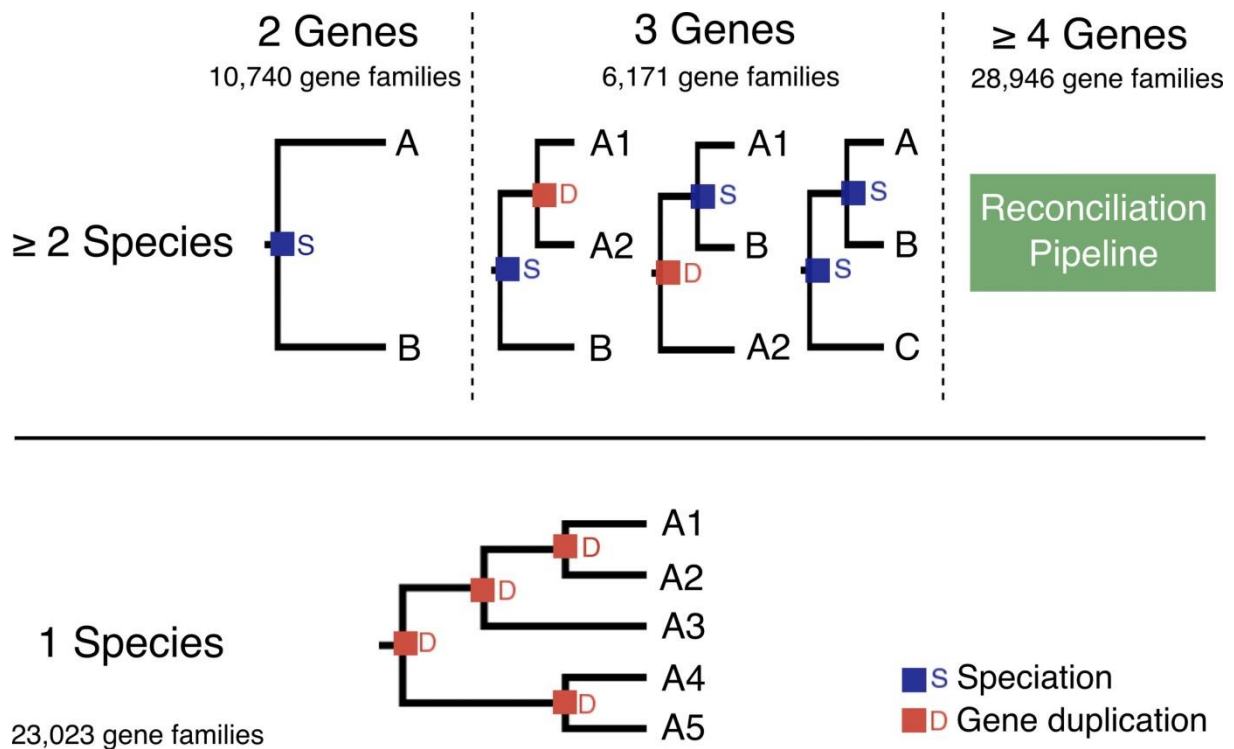 2 Genes
10,740 gene families
3 Genes
6,171 gene families
≥ 4 Genes
28,946 gene families
≥ 2 Species
A
S
B
A1
D
A2
S
B
A1
S
B
D
A2
A
S
B
S
C
Reconciliation
Pipeline
1 Species
23,023 gene families
A1
D
A2
D
A3
D
A4
D
A5
S Speciation
D Gene duplication